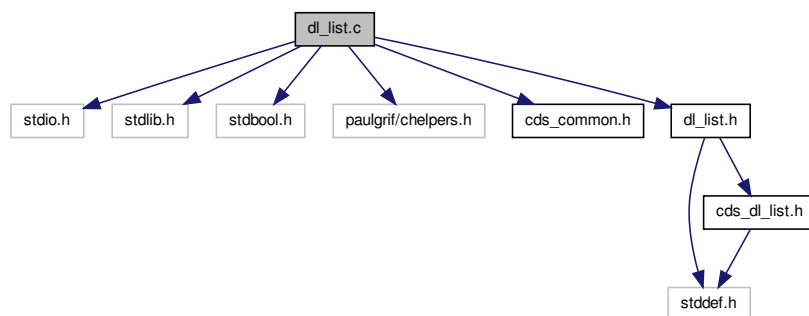 dl_list.c
stdio.h
stdlib.h
stdbool.h
paulgrif/chelpers.h
cds_common.h
dl_list.h
cds_dl_list.h
stddef.h